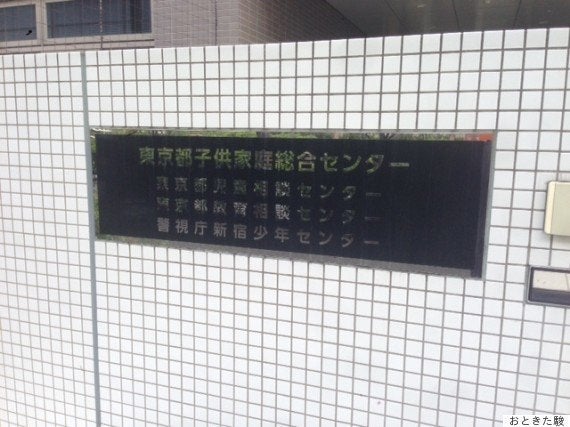 東京都子供家庭総合センター
東京都児童相談センター
東京都教育相談センター
警視庁新宿少年センター
おときた駿